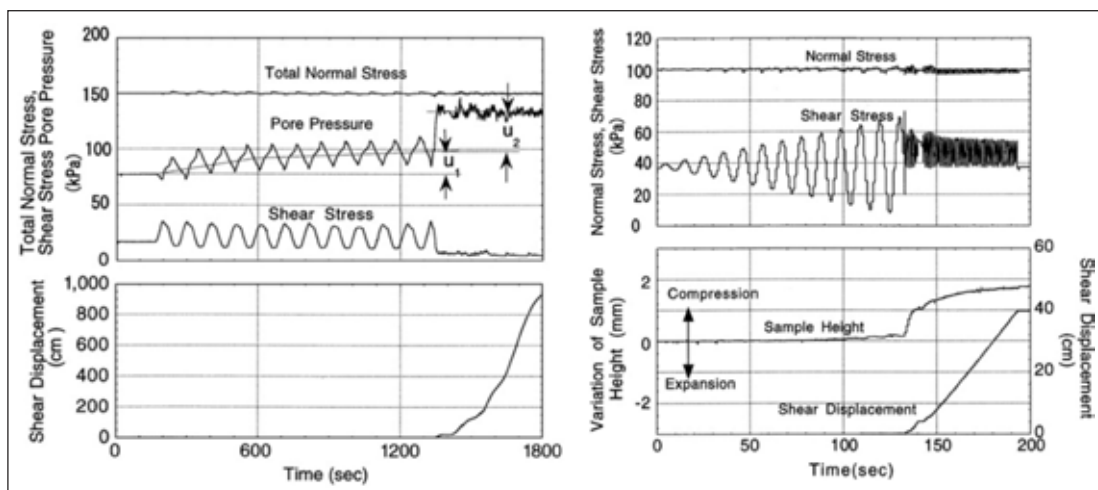 Total Normal Stress,
Shear Stress Pore Pressure
(kPa)
200
150
100
50
0
Total Normal Stress
Pore Pressure
u1
u2
Shear Stress
Shear Displacement
(cm)
1,000
800
600
400
200
0
0
600
1200
1800
Time (sec)
Normal Stress, Shear Stress
(kPa)
120
100
80
60
40
20
0
Normal Stress
Shear Stress
Variation of Sample
Height (mm)
2
0
-2
Compression
Sample Height
Expansion
Shear Displacement
60
40
20
0
Shear Displacement
(cm)
0
50
100
150
200
Time(sec)